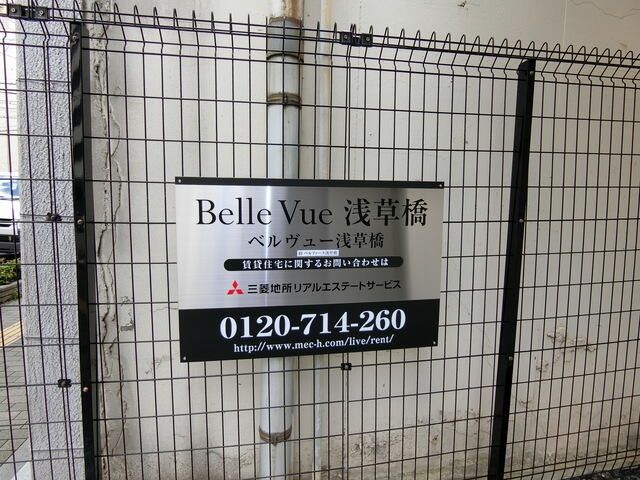 Belle Vue 浅草橋
ベルヴュー浅草橋
賃貸住宅に関するお問い合わせは
三菱地所リアルエステートサービス
0120-714-260
http://www.mec-h.com/live/rent/